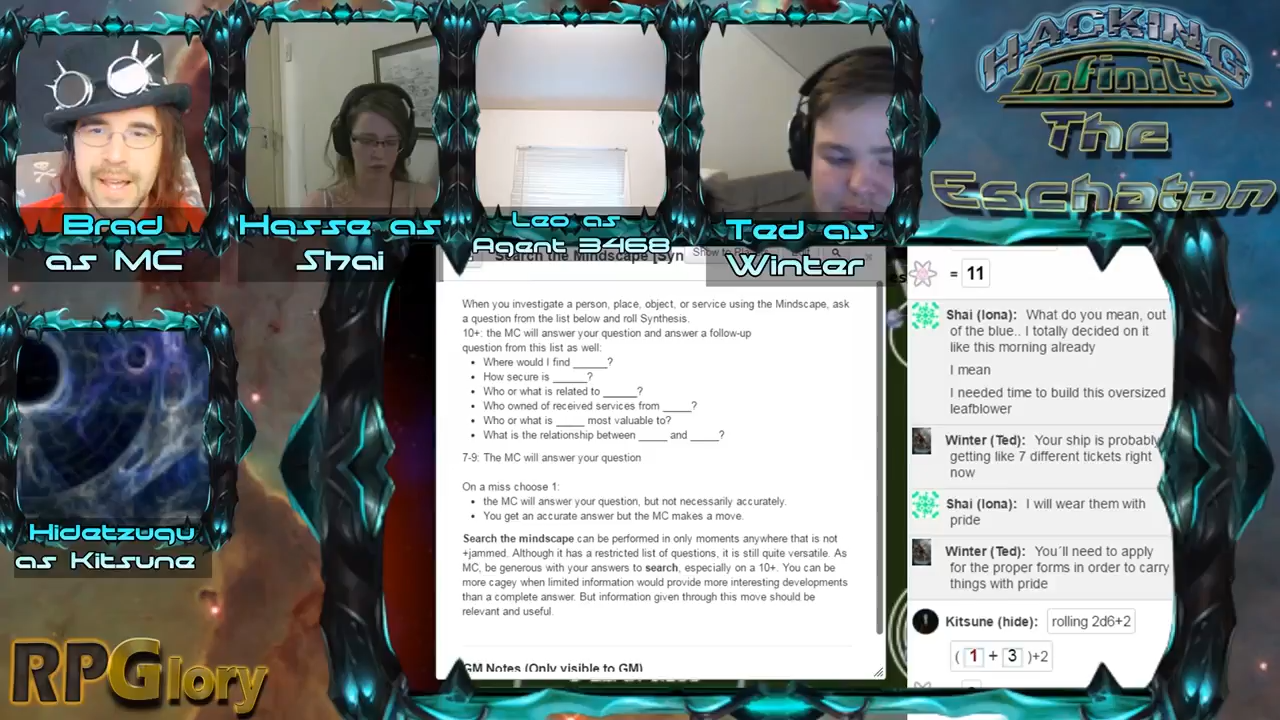 HACKING
Infinity
The
Eschaton
Brad
as MC
Hasse as
Shai
Leo as
Agent 3468
Ted as
Winter
Hidetzugu
as Kitsune
RPGlory
Search the Mindscape [Syn
When you investigate a person, place, object, or service using the Mindscape, ask
a question from the list below and roll Synthesis.
10+: the MC will answer your question and answer a follow-up
question from this list as well:
• Where would I find ______?
• How secure is ______?
• Who or what is related to ______?
• Who owned of received services from _____?
• Who or what is _____ most valuable to?
• What is the relationship between _____ and _____?
7-9: The MC will answer your question
On a miss choose 1:
• the MC will answer your question, but not necessarily accurately.
• You get an accurate answer but the MC makes a move.
Search the mindscape can be performed in only moments anywhere that is not
+jammed. Although it has a restricted list of questions, it is still quite versatile. As
MC, be generous with your answers to search, especially on a 10+. You can be
more cagey when limited information would provide more interesting developments
than a complete answer. But information given through this move should be
relevant and useful.
GM Notes (Only visible to GM)
= 11
Shai (Iona): What do you mean, out
of the blue.. I totally decided on it
like this morning already
I mean
I needed time to build this oversized
leafblower
Winter (Ted): Your ship is probably
getting like 7 different tickets right
now
Shai (Iona): I will wear them with
pride
Winter (Ted): You´ll need to apply
for the proper forms in order to carry
things with pride
Kitsune (hide): rolling 2d6+2
( 1 + 3 )+2